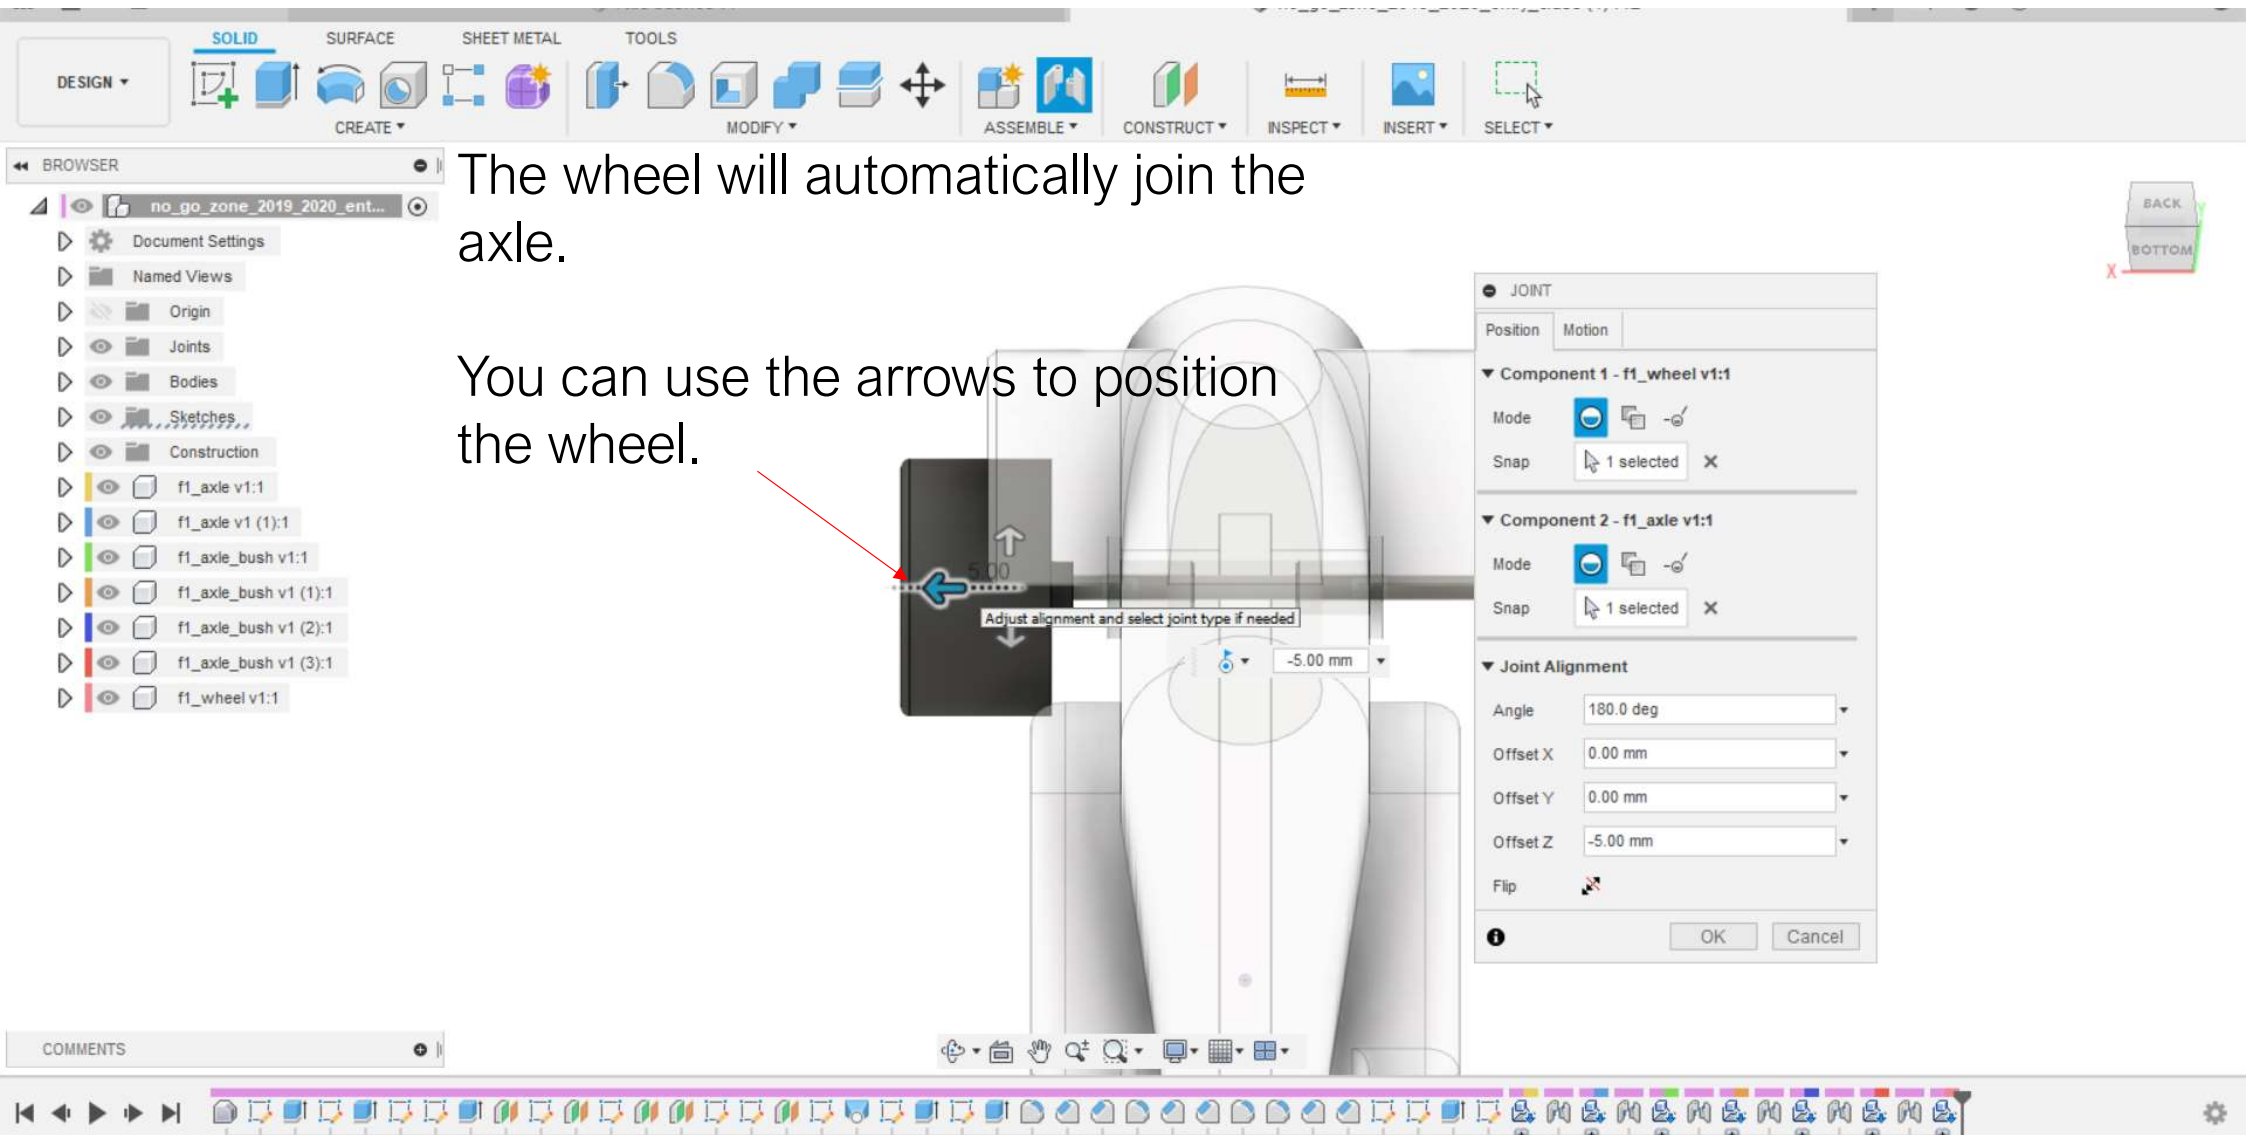 SOLID SURFACE SHEET METAL TOOLS
DESIGN
CREATE MODIFY ASSEMBLE CONSTRUCT INSPECT INSERT SELECT
BROWSER
no_go_zone_2019_2020_ent...
Document Settings
Named Views
Origin
Joints
Bodies
Sketches
Construction
f1_axle v1:1
f1_axle v1 (1):1
f1_axle_bush v1:1
f1_axle_bush v1 (1):1
f1_axle_bush v1 (2):1
f1_axle_bush v1 (3):1
f1_wheel v1:1
The wheel will automatically join the
axle.
You can use the arrows to position
the wheel.
5.00
Adjust alignment and select joint type if needed
-5.00 mm
BACK
BOTTOM
X
Y
JOINT
Position Motion
Component 1 - f1_wheel v1:1
Mode
Snap 1 selected
Component 2 - f1_axle v1:1
Mode
Snap 1 selected
Joint Alignment
Angle 180.0 deg
Offset X 0.00 mm
Offset Y 0.00 mm
Offset Z -5.00 mm
Flip
OK Cancel
COMMENTS